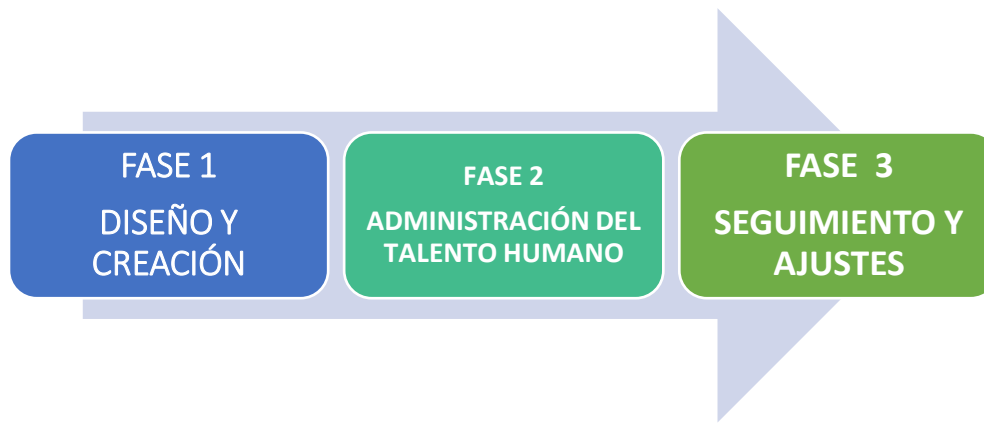 FASE 1
DISEÑO Y
CREACIÓN
FASE 2
ADMINISTRACIÓN DEL
TALENTO HUMANO
FASE 3
SEGUIMIENTO Y
AJUSTES